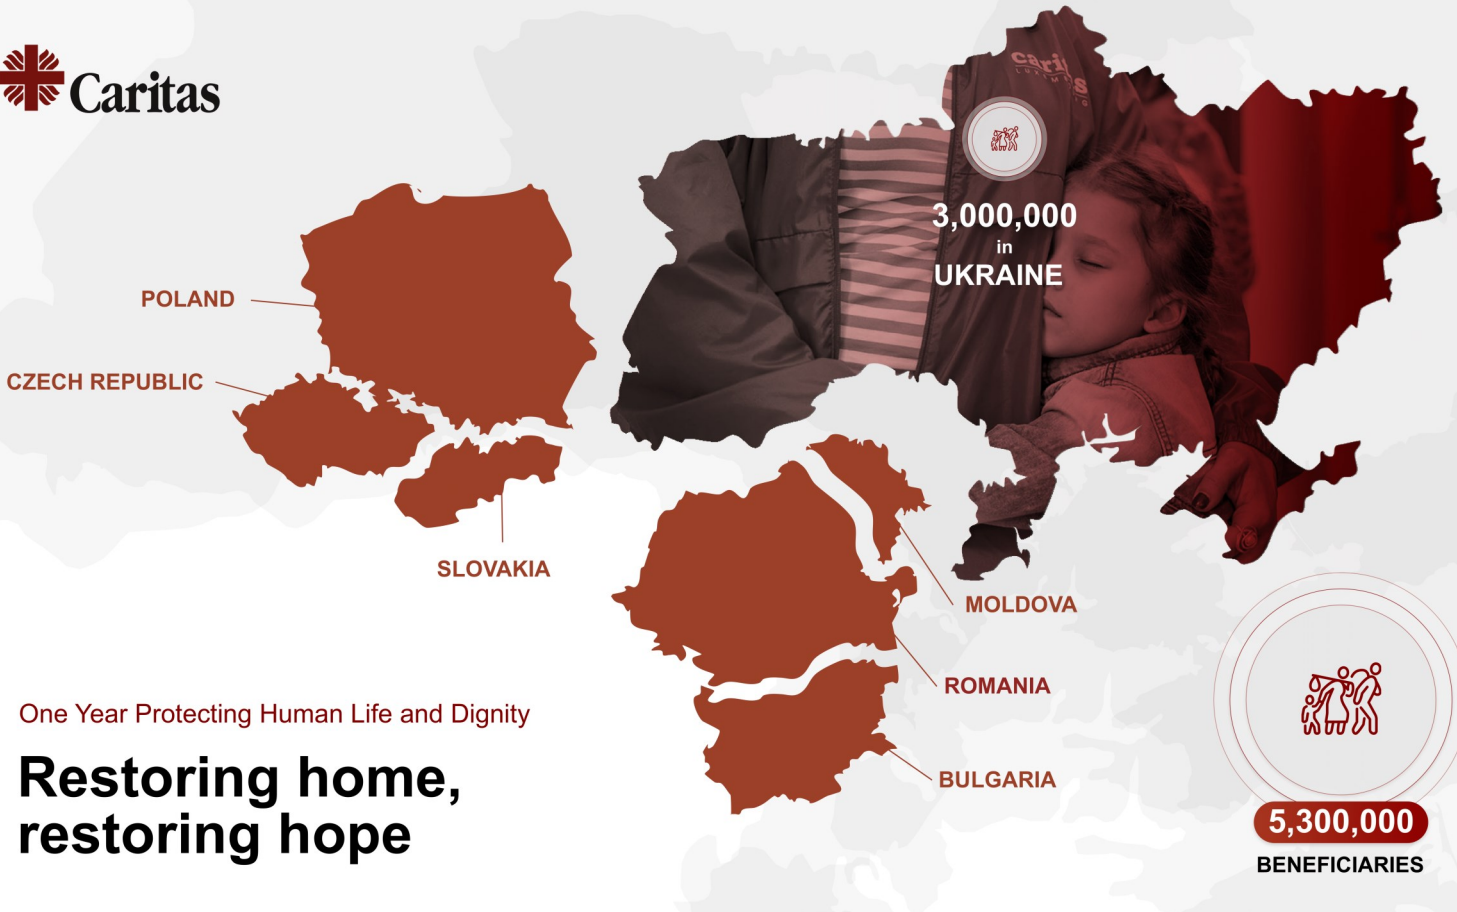 Caritas
cari
3,000,000
in
UKRAINE
POLAND
CZECH REPUBLIC
SLOVAKIA
MOLDOVA
ROMANIA
BULGARIA
One Year Protecting Human Life and Dignity
Restoring home,
restoring hope
5,300,000
BENEFICIARIES